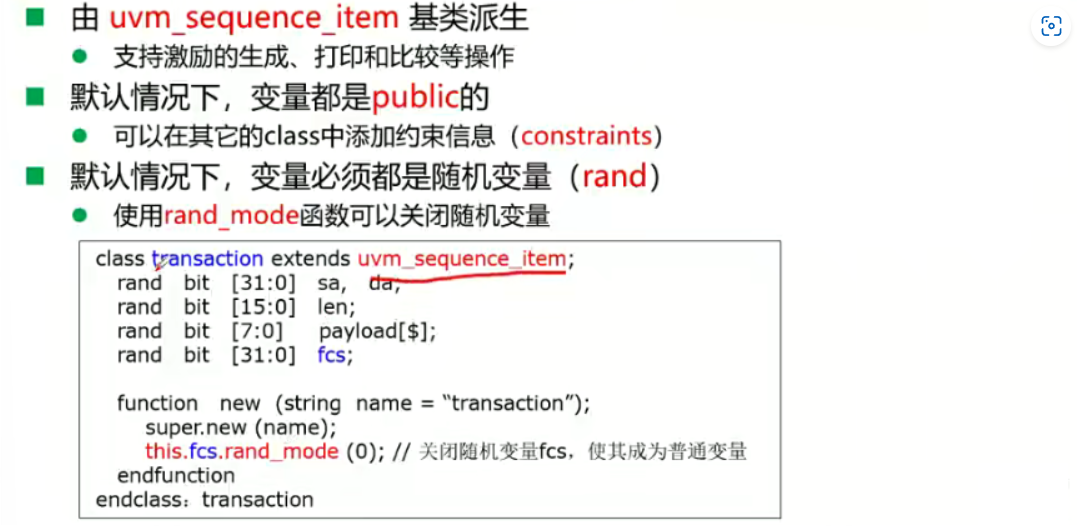 由 uvm_sequence_item 基类派生
支持激励的生成、打印和比较等操作
默认情况下，变量都是public的
可以在其它的class中添加约束信息（constraints）
默认情况下，变量必须都是随机变量（rand）
使用rand_mode函数可以关闭随机变量
class transaction extends uvm_sequence_item;
rand bit [31:0] sa, da;
rand bit [15:0] len;
rand bit [7:0] payload[$];
rand bit [31:0] fcs;
function new (string name = “transaction”);
super.new (name);
this.fcs.rand_mode (0); // 关闭随机变量fcs，使其成为普通变量
endfunction
endclass：transaction